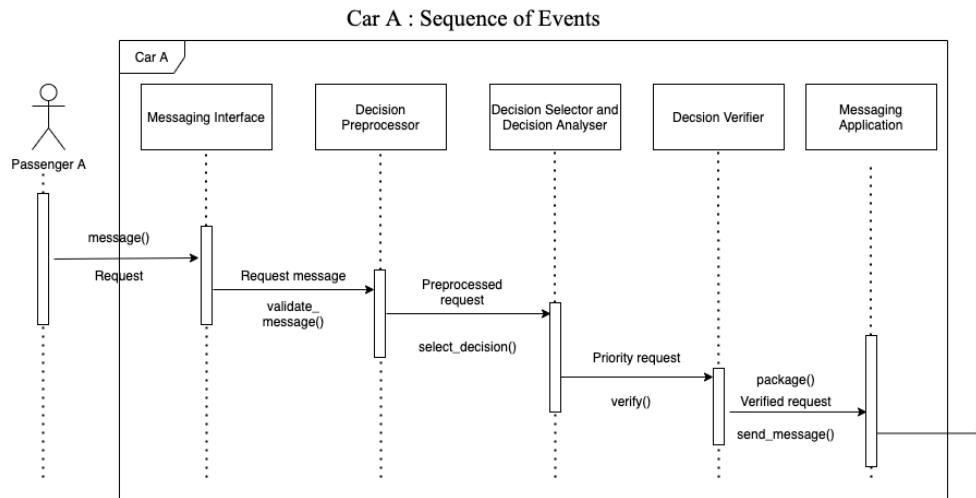 Car A : Sequence of Events
Car A
Passenger A
Messaging Interface
Decision
Preprocessor
Decision Selector and
Decision Analyser
Decsion Verifier
Messaging
Application
message()
Request
Request message
validate_
message()
Preprocessed
request
select_decision()
Priority request
verify()
package()
Verified request
send_message()